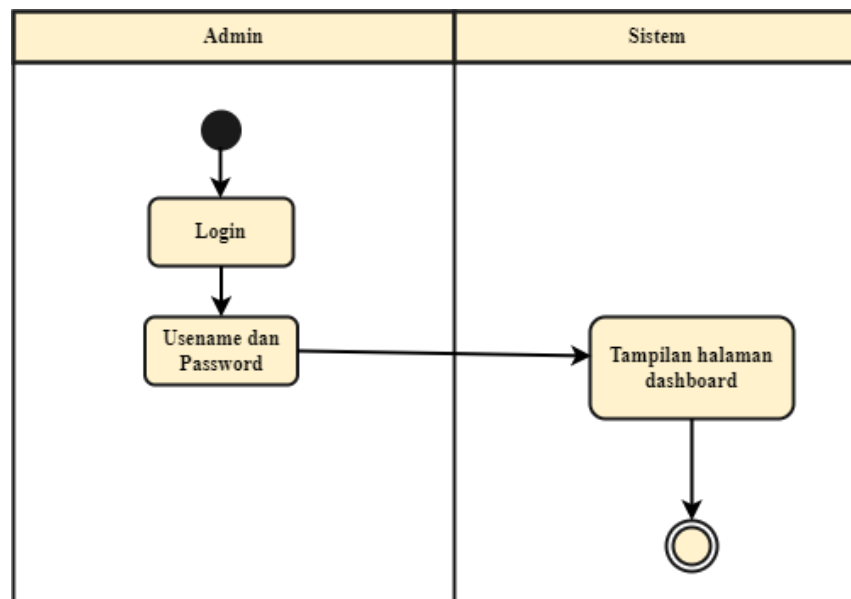 Admin
Sistem
Login
Usename dan
Password
Tampilan halaman
dashboard